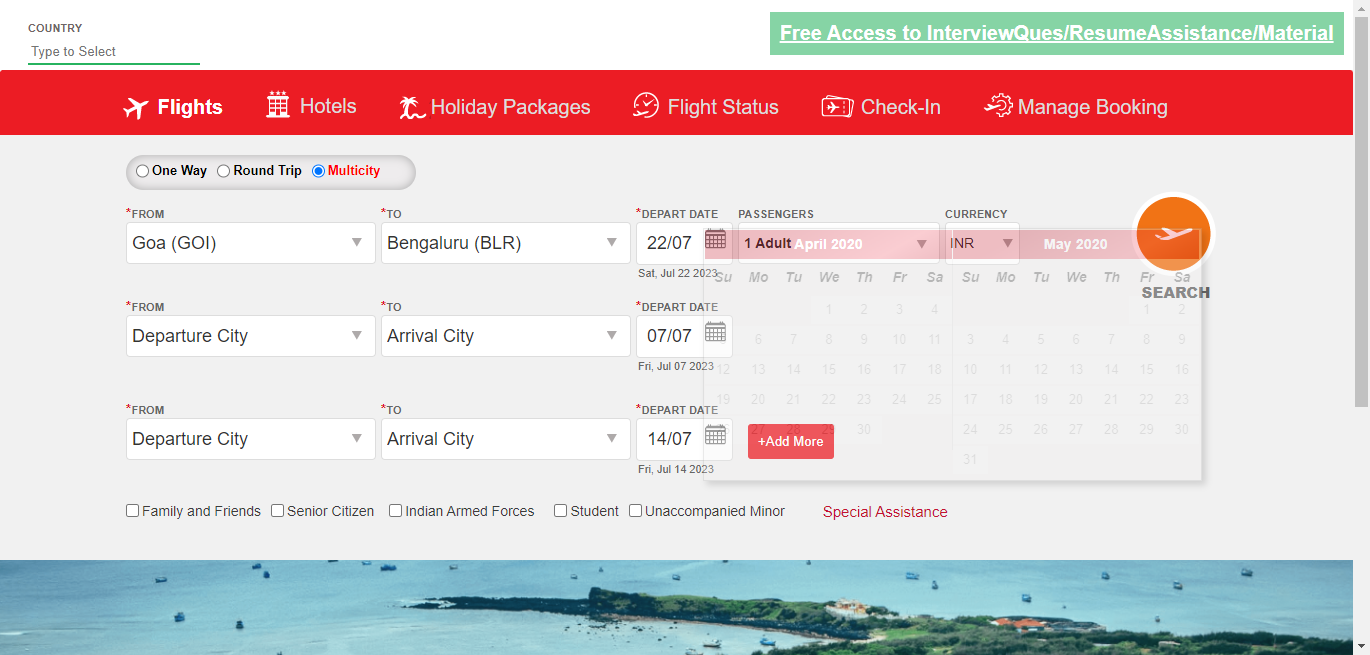 COUNTRY
Type to Select
Free Access to InterviewQues/ResumeAssistance/Material
Flights Hotels Holiday Packages Flight Status Check-In Manage Booking
One Way Round Trip Multicity
*FROM *TO *DEPART DATE PASSENGERS CURRENCY
Goa (GOI) Bengaluru (BLR) 22/07 1 Adult INR
April 2020 May 2020
Sat, Jul 22 2023
Su Mo Tu We Th Fr Sa Su Mo Tu We Th Fr Sa
SEARCH
*FROM *TO *DEPART DATE
1 2 3 4 1 2
Departure City Arrival City 07/07
6 7 8 9 10 11 3 4 5 6 7 8 9
Fri, Jul 07 2023
12 13 14 15 16 17 18 10 11 12 13 14 15 16
19 20 21 22 23 24 25 17 18 19 20 21 22 23
*FROM *TO *DEPART DATE
27 28 29 30 24 25 26 27 28 29 30
Departure City Arrival City 14/07
+Add More
31
Fri, Jul 14 2023
Family and Friends Senior Citizen Indian Armed Forces Student Unaccompanied Minor Special Assistance